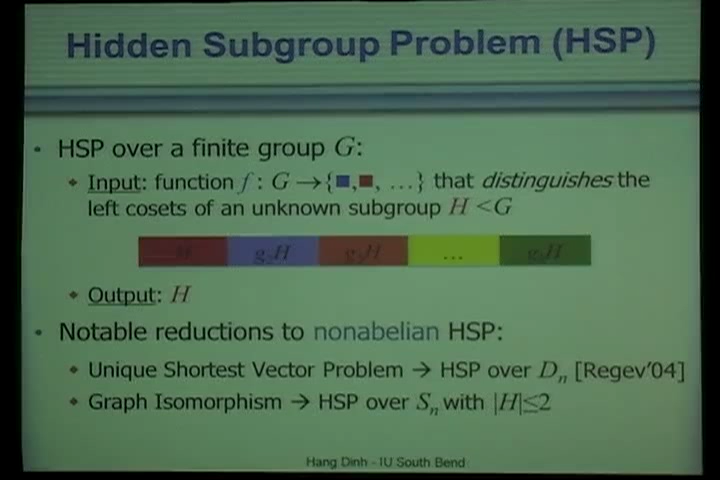 Hidden Subgroup Problem (HSP)
• HSP over a finite group G:
Input: function f : G → {■,■, …} that distinguishes the
left cosets of an unknown subgroup H <G
H g₂H g₃H … gₖH
Output: H
• Notable reductions to nonabelian HSP:
Unique Shortest Vector Problem → HSP over Dₙ [Regev'04]
Graph Isomorphism → HSP over Sₙ with |H|≤2
Hang Dinh - IU South Bend